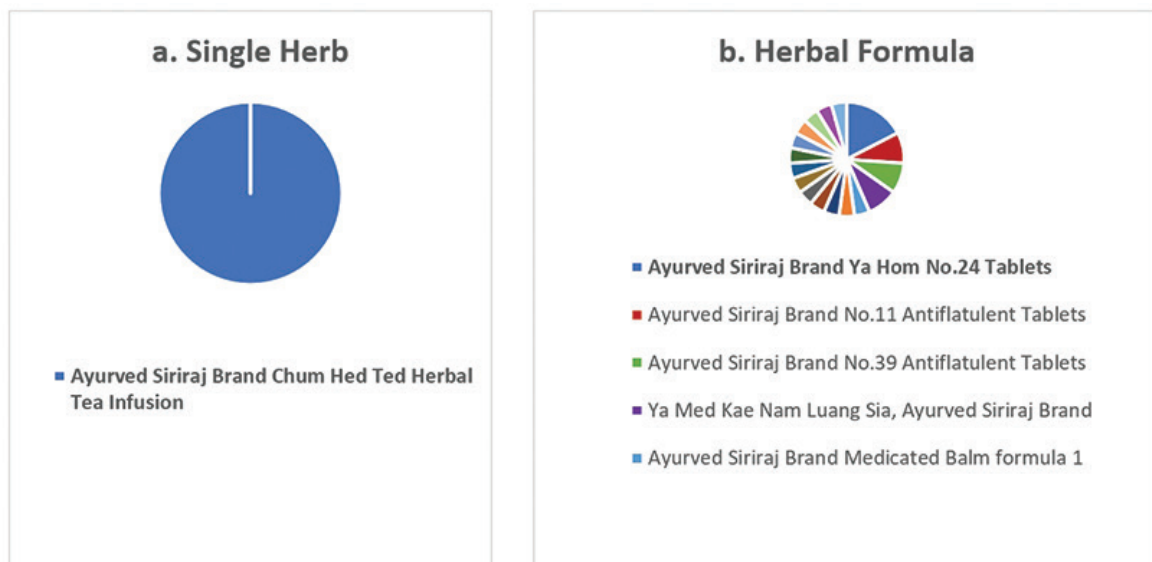 a. Single Herb
Ayurved Siriraj Brand Chum Hed Ted Herbal
Tea Infusion
b. Herbal Formula
Ayurved Siriraj Brand Ya Hom No.24 Tablets
Ayurved Siriraj Brand No.11 Antiflatulent Tablets
Ayurved Siriraj Brand No.39 Antiflatulent Tablets
Ya Med Kae Nam Luang Sia, Ayurved Siriraj Brand
Ayurved Siriraj Brand Medicated Balm formula 1